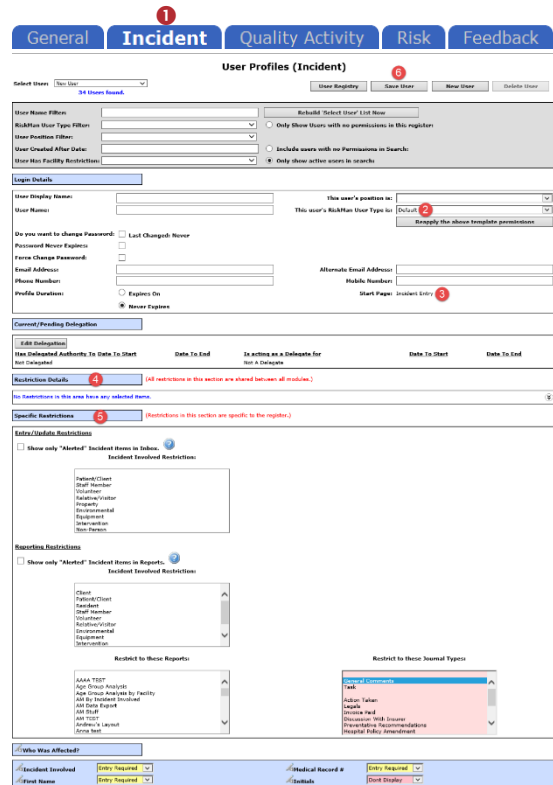 1
General Incident Quality Activity Risk Feedback
User Profiles (Incident)
6
Select User: New User User Registry Save User New User Delete User
34 Users found.
User Name Filter: Rebuild 'Select User' List Now
RiskMan User Type Filter: Only Show Users with no permissions in this register:
User Position Filter:
User Created After Date: Include users with no Permissions in Search:
User Has Facility Restriction: Only show active users in search:
Login Details
User Display Name: This user's position is:
User Name: This user's RiskMan User Type is: Default 2
Reapply the above template permissions
Do you want to change Password: Last Changed: Never
Password Never Expires:
Force Change Password:
Email Address: Alternate Email Address:
Phone Number: Mobile Number:
Profile Duration: Expires On Start Page: Incident Entry 3
Never Expires
Current/Pending Delegation
Edit Delegation
Has Delegated Authority To Date To Start Date To End Is acting as a Delegate for Date To Start Date To End
Not Delegated Not A Delegate
Restriction Details 4 (All restrictions in this section are shared between all modules.)
No Restrictions in this area have any selected items.
Specific Restrictions 5 (Restrictions in this section are specific to the register.)
Entry/Update Restrictions
Show only "Alerted" Incident items in Inbox. ?
Incident Involved Restriction:
Patient/Client
Staff Member
Volunteer
Relative/Visitor
Property
Environmental
Equipment
Intervention
Non-Person
Reporting Restrictions
Show only "Alerted" Incident items in Reports. ?
Incident Involved Restriction:
Client
Patient/Client
Resident
Staff Member
Volunteer
Relative/Visitor
Environmental
Equipment
Intervention
Restrict to these Reports: Restrict to these Journal Types:
AAAA TEST General Comments
Age Group Analysis Task
Age Group Analysis by Facility
AM By Incident Involved Action Taken
AM Data Export Legals
AM Stuff Invoice Paid
AM TEST Discussion With Insurer
Andrew's Layout Preventative Recommendations
Anna test Hospital Policy Amendment
Who Was Affected?
Incident Involved Entry Required Medical Record # Entry Required
First Name Entry Required Initials Dont Display